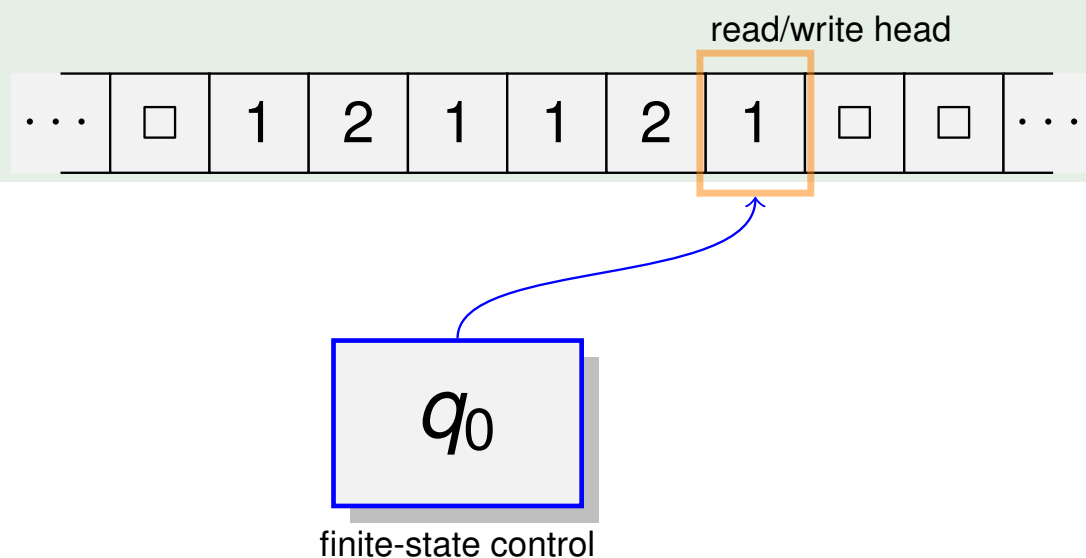 read/write head
··· □ 1 2 1 1 2 1 □ □ ···
q₀
finite-state control